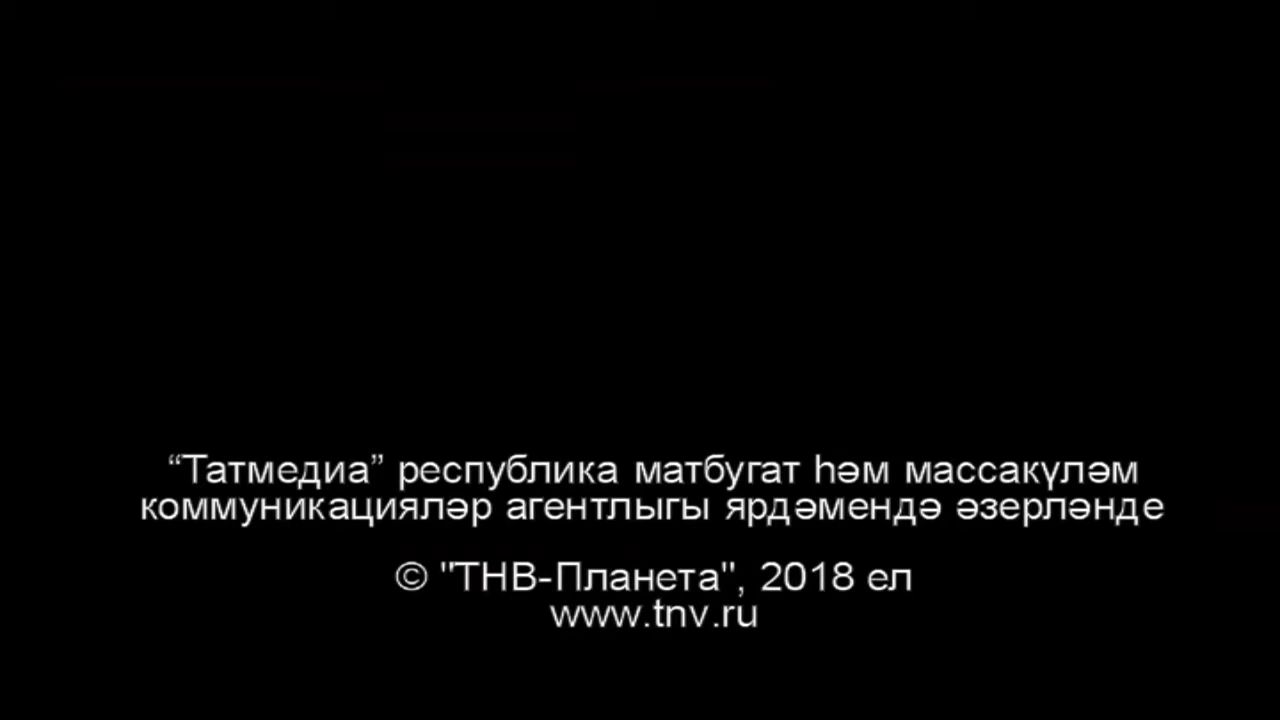 “Татмедиа” республика матбугат һәм массакүләм
коммуникацияләр агентлыгы ярдәмендә әзерләнде
© "ТНВ-Планета", 2018 ел
www.tnv.ru